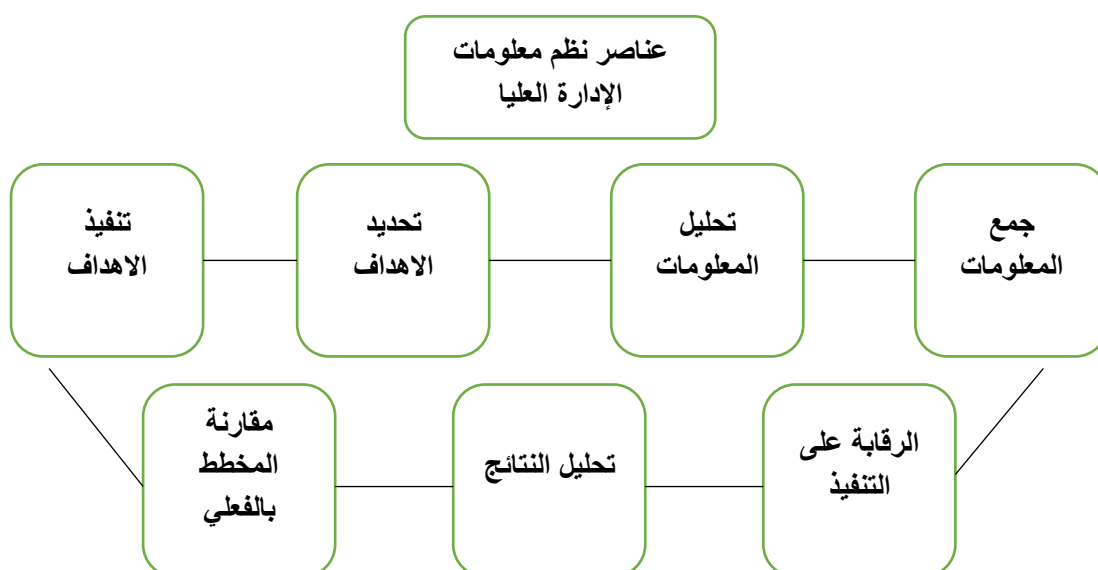 عناصر نظم معلومات
الإدارة العليا
جمع
المعلومات
تحليل
المعلومات
تحديد
الاهداف
تنفيذ
الاهداف
الرقابة على
التنفيذ
تحليل النتائج
مقارنة
المخطط
بالفعلي